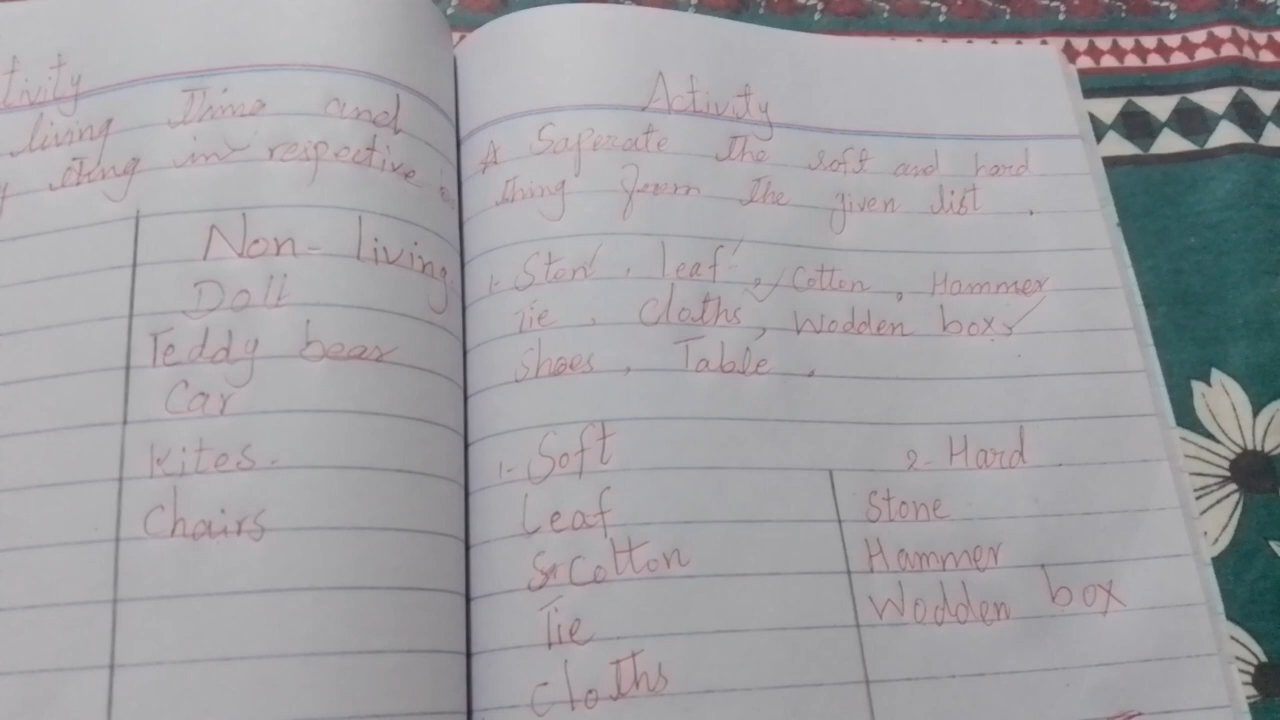 tivity
living Thing and
thing in respective
Non-living
Doll
Teddy bear
Car
Kites.
Chairs
Activity
A Saperate The soft and hard
Thing from The given list.
1- Ston, leaf, Cotton, Hammer
Tie, Cloths, Wodden box,
Shoes, Table.
1- Soft
2- Hard
Leaf
Stone
Cotton
Hammer
Tie
Wodden box
Cloths